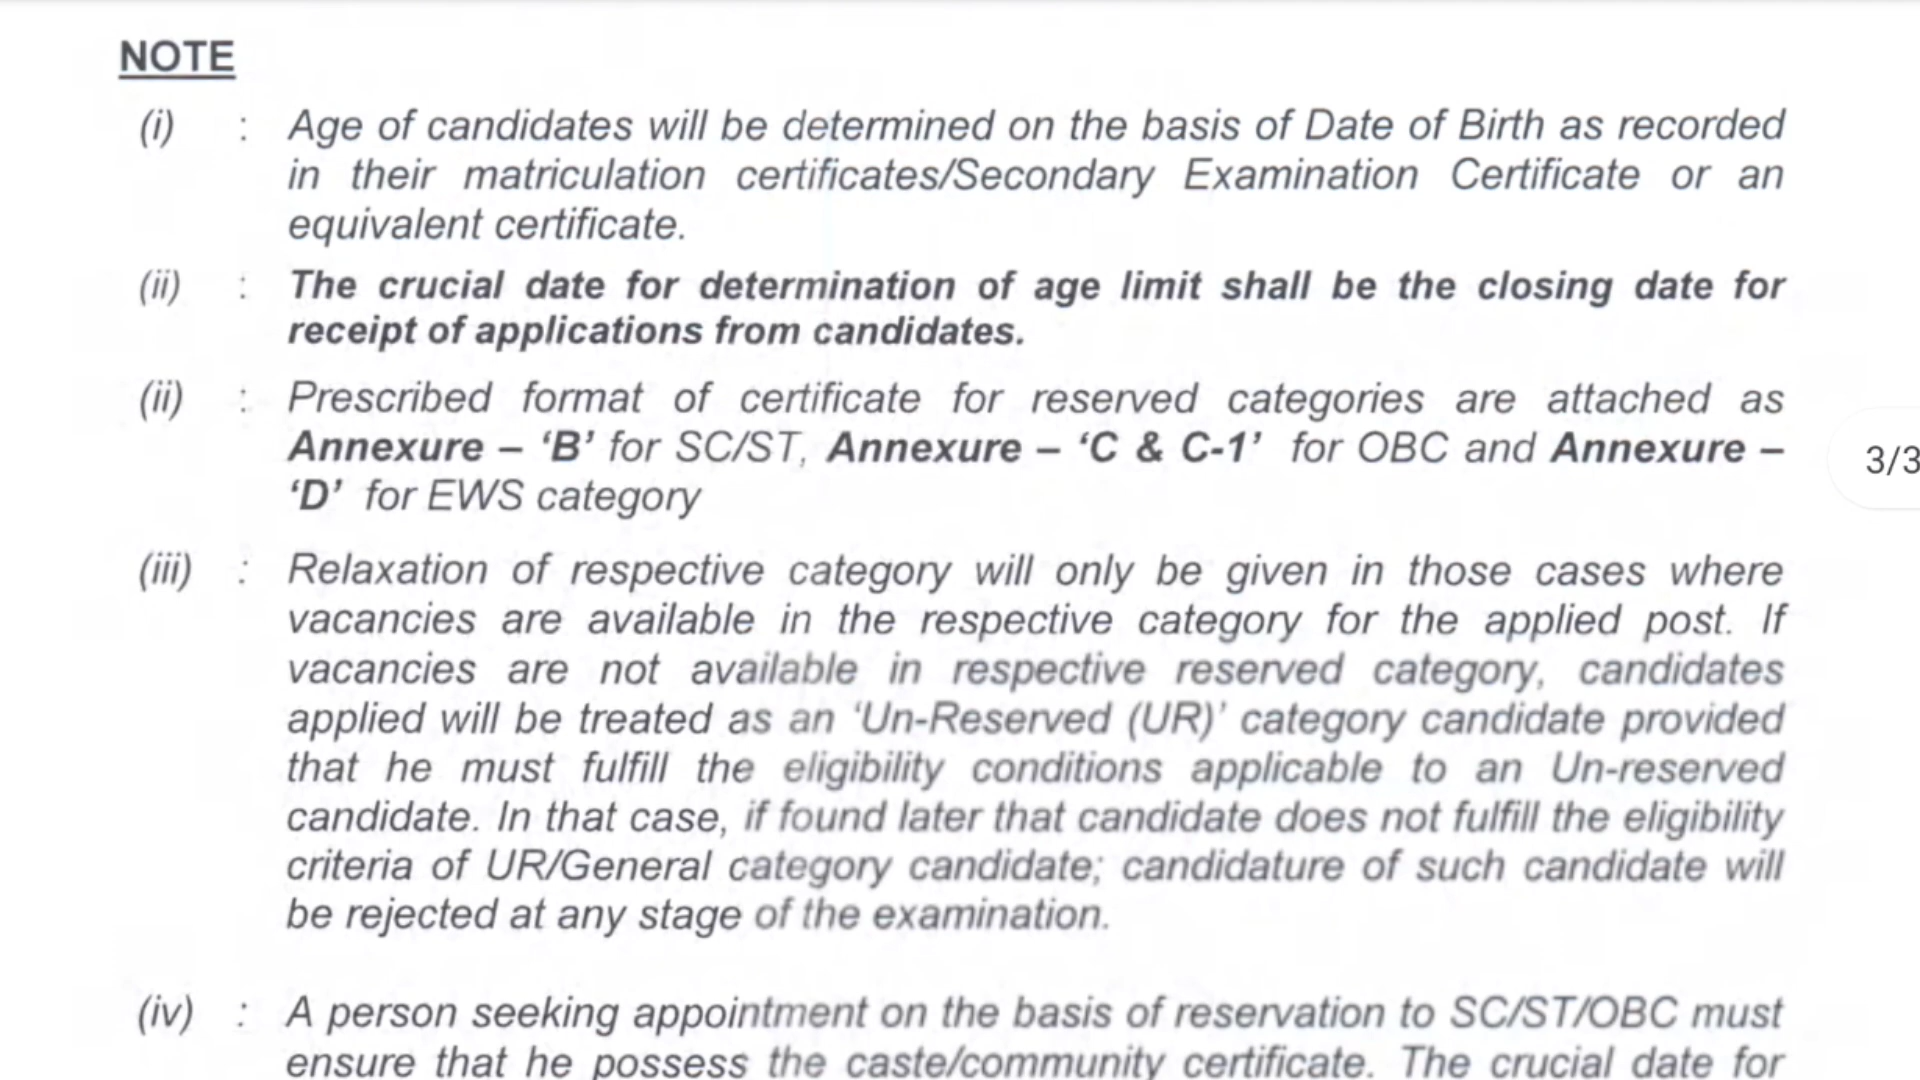 NOTE
(i) : Age of candidates will be determined on the basis of Date of Birth as recorded
in their matriculation certificates/Secondary Examination Certificate or an
equivalent certificate.
(ii) : The crucial date for determination of age limit shall be the closing date for
receipt of applications from candidates.
(ii) : Prescribed format of certificate for reserved categories are attached as
Annexure – ‘B’ for SC/ST, Annexure – ‘C & C-1’ for OBC and Annexure –
‘D’ for EWS category
3/3
(iii) : Relaxation of respective category will only be given in those cases where
vacancies are available in the respective category for the applied post. If
vacancies are not available in respective reserved category, candidates
applied will be treated as an ‘Un-Reserved (UR)’ category candidate provided
that he must fulfill the eligibility conditions applicable to an Un-reserved
candidate. In that case, if found later that candidate does not fulfill the eligibility
criteria of UR/General category candidate; candidature of such candidate will
be rejected at any stage of the examination.
(iv) : A person seeking appointment on the basis of reservation to SC/ST/OBC must
ensure that he possess the caste/community certificate. The crucial date for